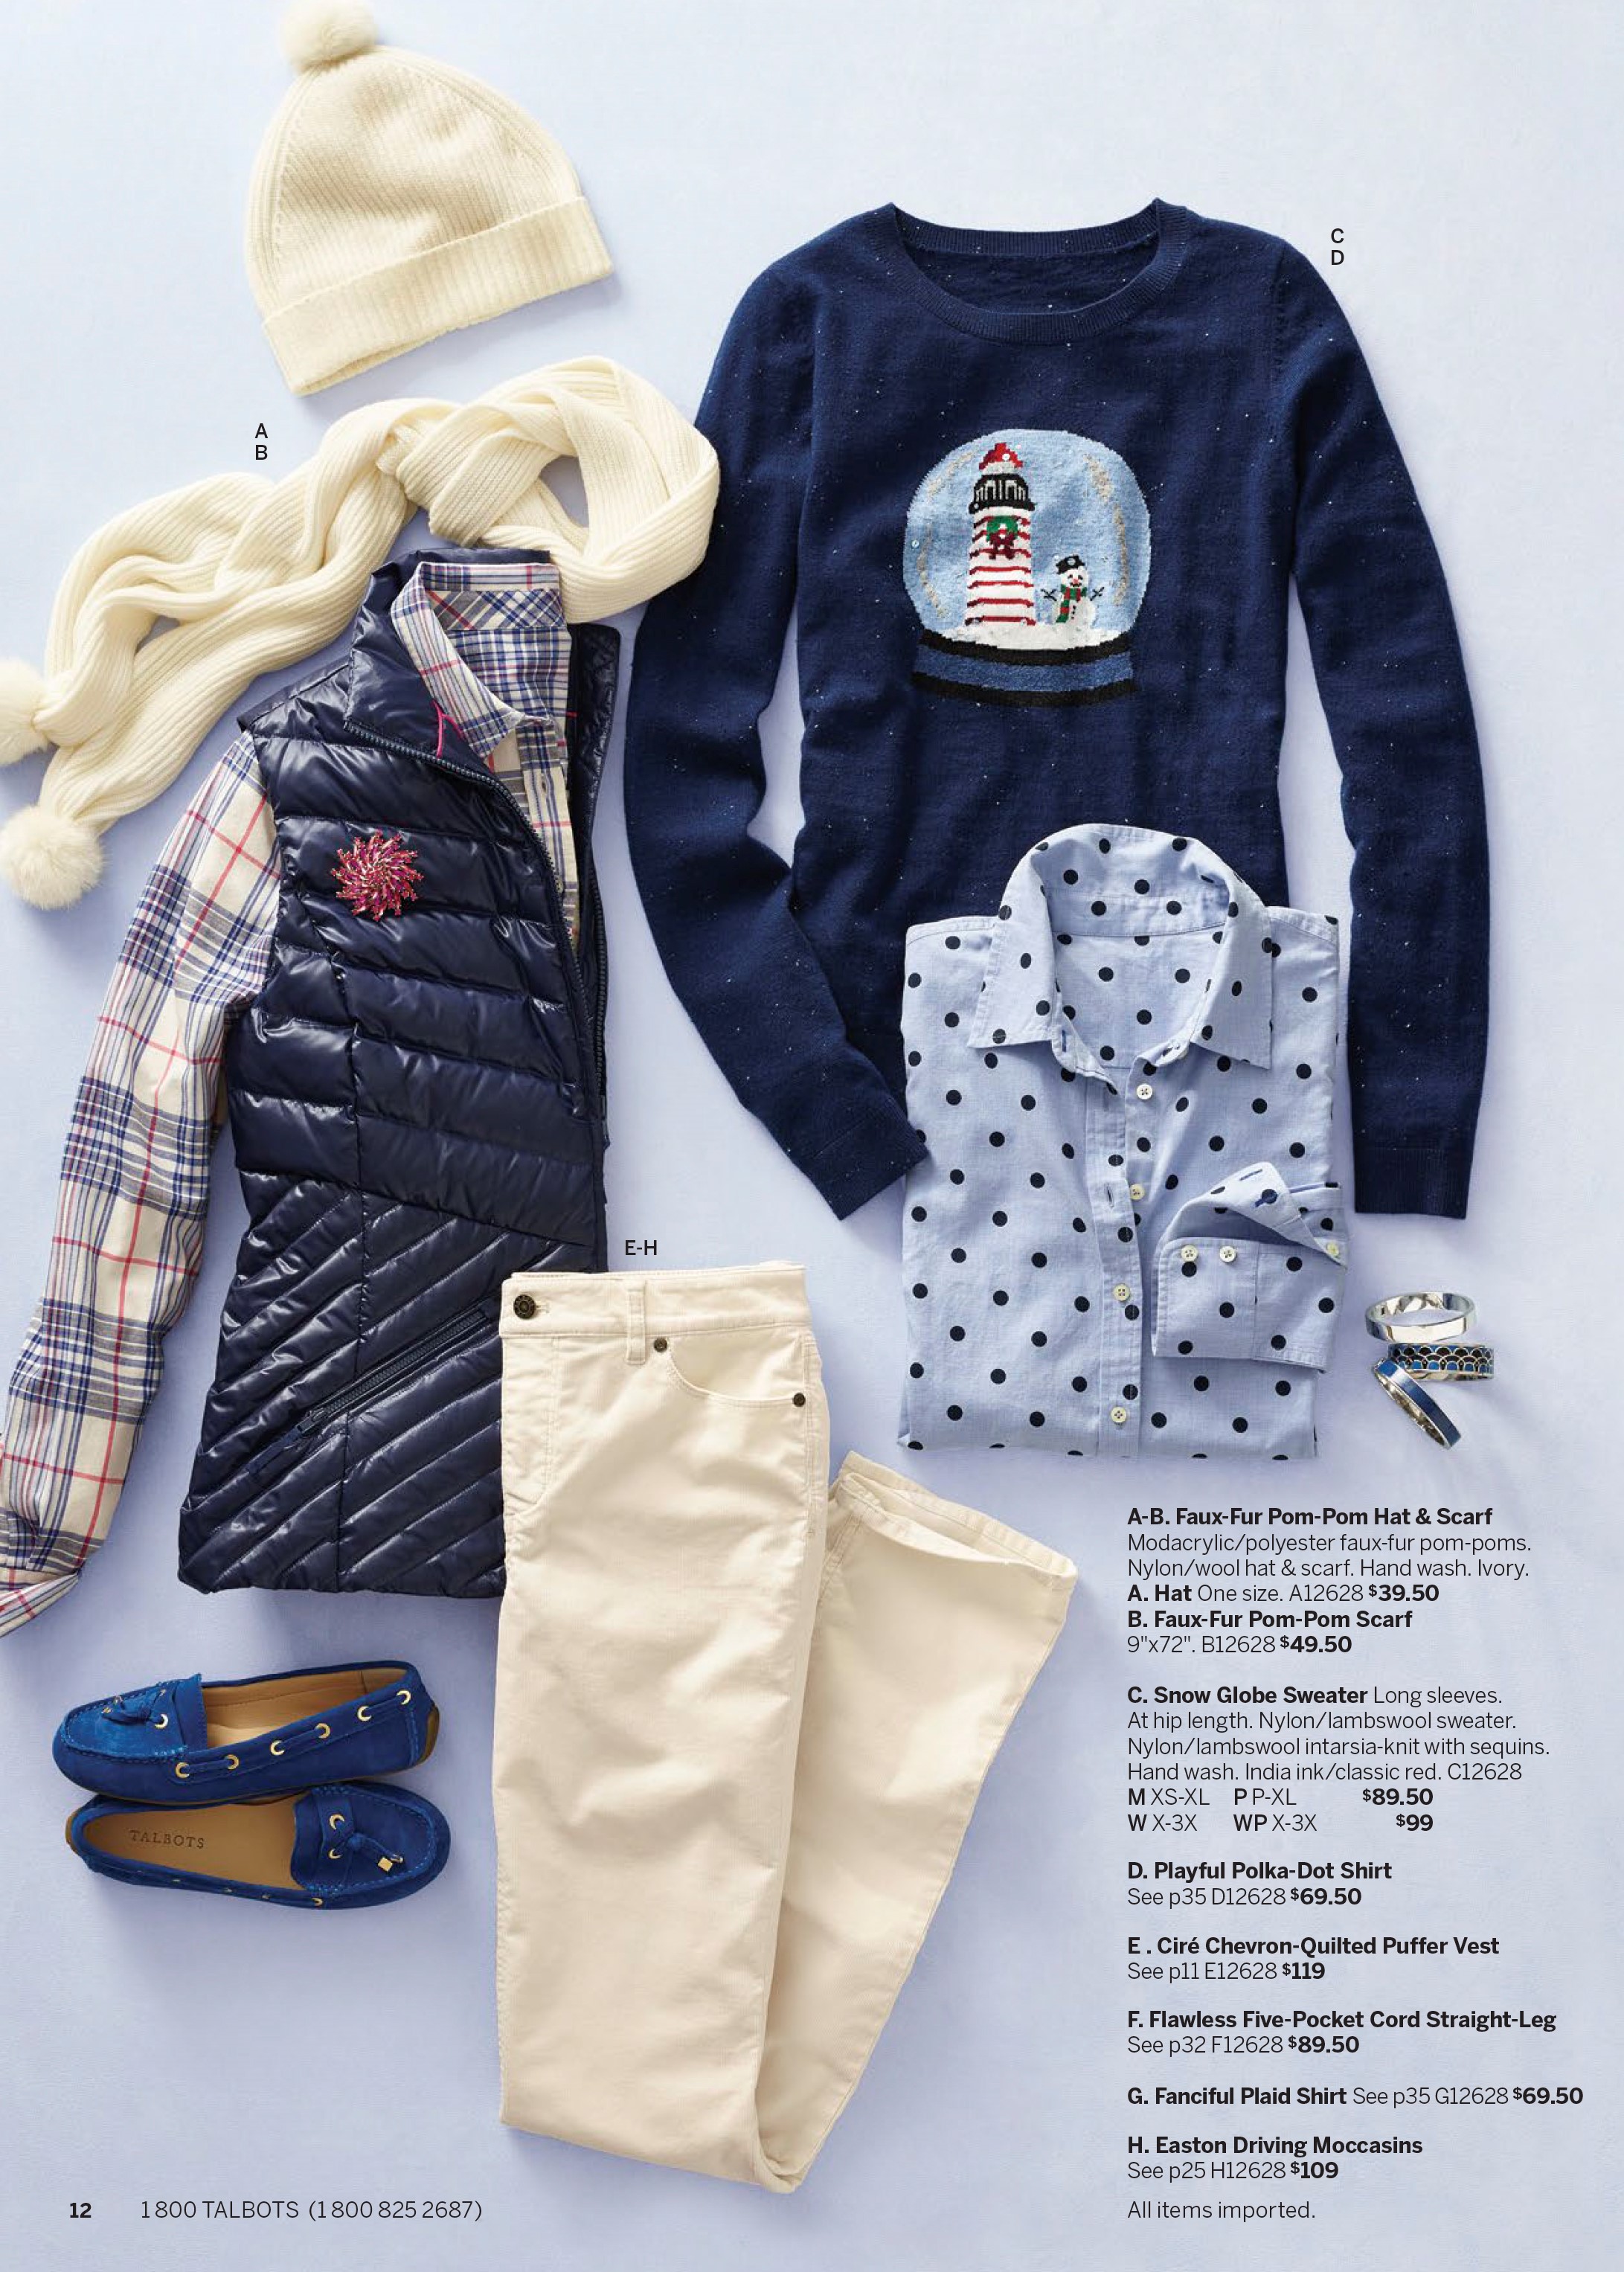 C
D
A
B
E-H
TALBOTS
A-B. Faux-Fur Pom-Pom Hat & Scarf
Modacrylic/polyester faux-fur pom-poms.
Nylon/wool hat & scarf. Hand wash. Ivory.
A. Hat One size. A12628 $39.50
B. Faux-Fur Pom-Pom Scarf
9"x72". B12628 $49.50
C. Snow Globe Sweater Long sleeves.
At hip length. Nylon/lambswool sweater.
Nylon/lambswool intarsia-knit with sequins.
Hand wash. India ink/classic red. C12628
M XS-XL P P-XL $89.50
W X-3X WP X-3X $99
D. Playful Polka-Dot Shirt
See p35 D12628 $69.50
E . Ciré Chevron-Quilted Puffer Vest
See p11 E12628 $119
F. Flawless Five-Pocket Cord Straight-Leg
See p32 F12628 $89.50
G. Fanciful Plaid Shirt See p35 G12628 $69.50
H. Easton Driving Moccasins
See p25 H12628 $109
All items imported.
12 1 800 TALBOTS (1 800 825 2687)